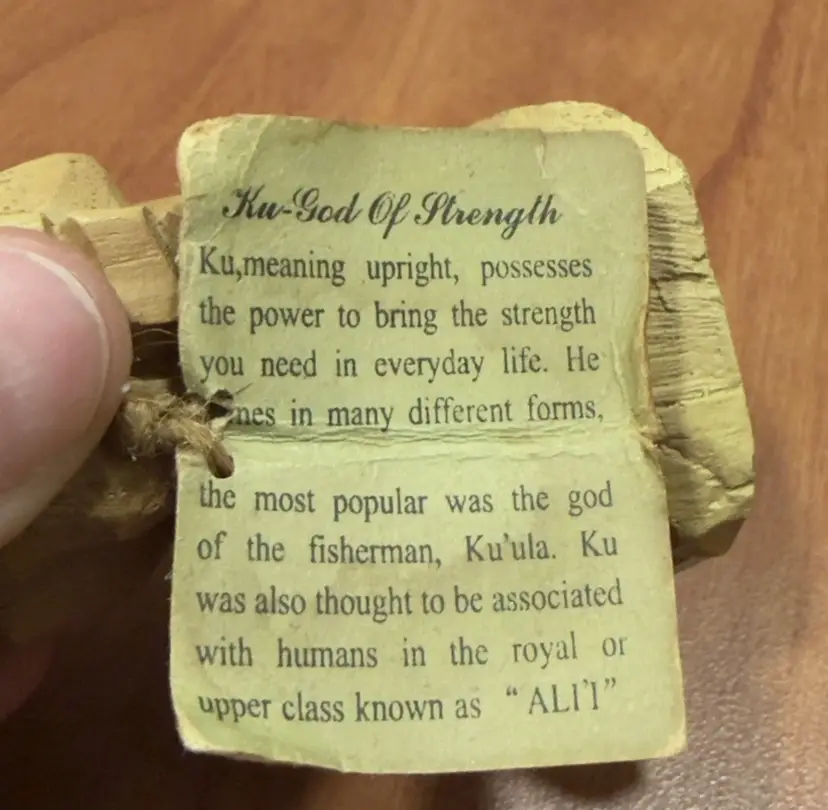 Ku-God Of Strength
Ku,meaning upright, possesses
the power to bring the strength
you need in everyday life. He
in many different forms,
the most popular was the god
of the fisherman, Ku'ula. Ku
was also thought to be associated
with humans in the royal or
upper class known as “ ALI'I”